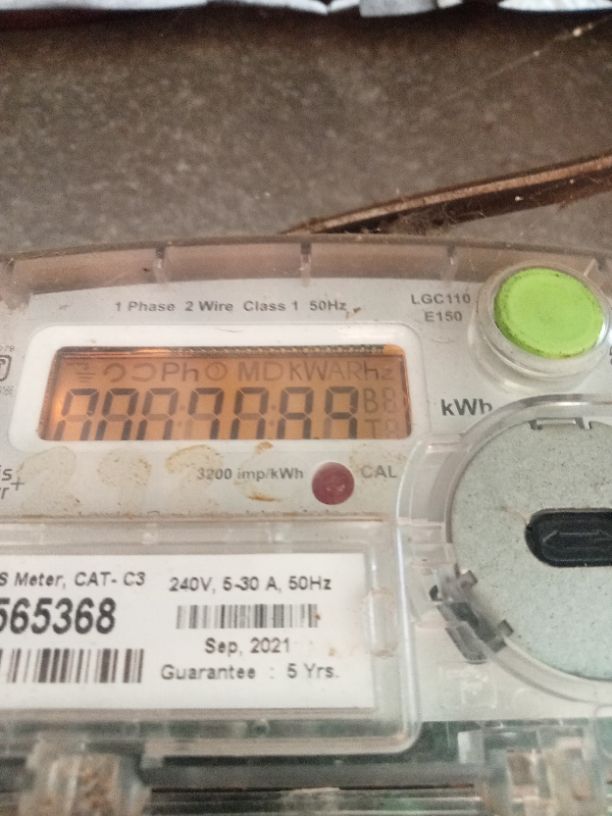 1 Phase 2 Wire Class 1 50Hz
LGC110
E150
Ph MD KWARhz
kWh
3200 imp/kWh
CAL
S Meter, CAT- C3
565368
240V, 5-30 A, 50Hz
Sep, 2021
Guarantee : 5 Yrs.